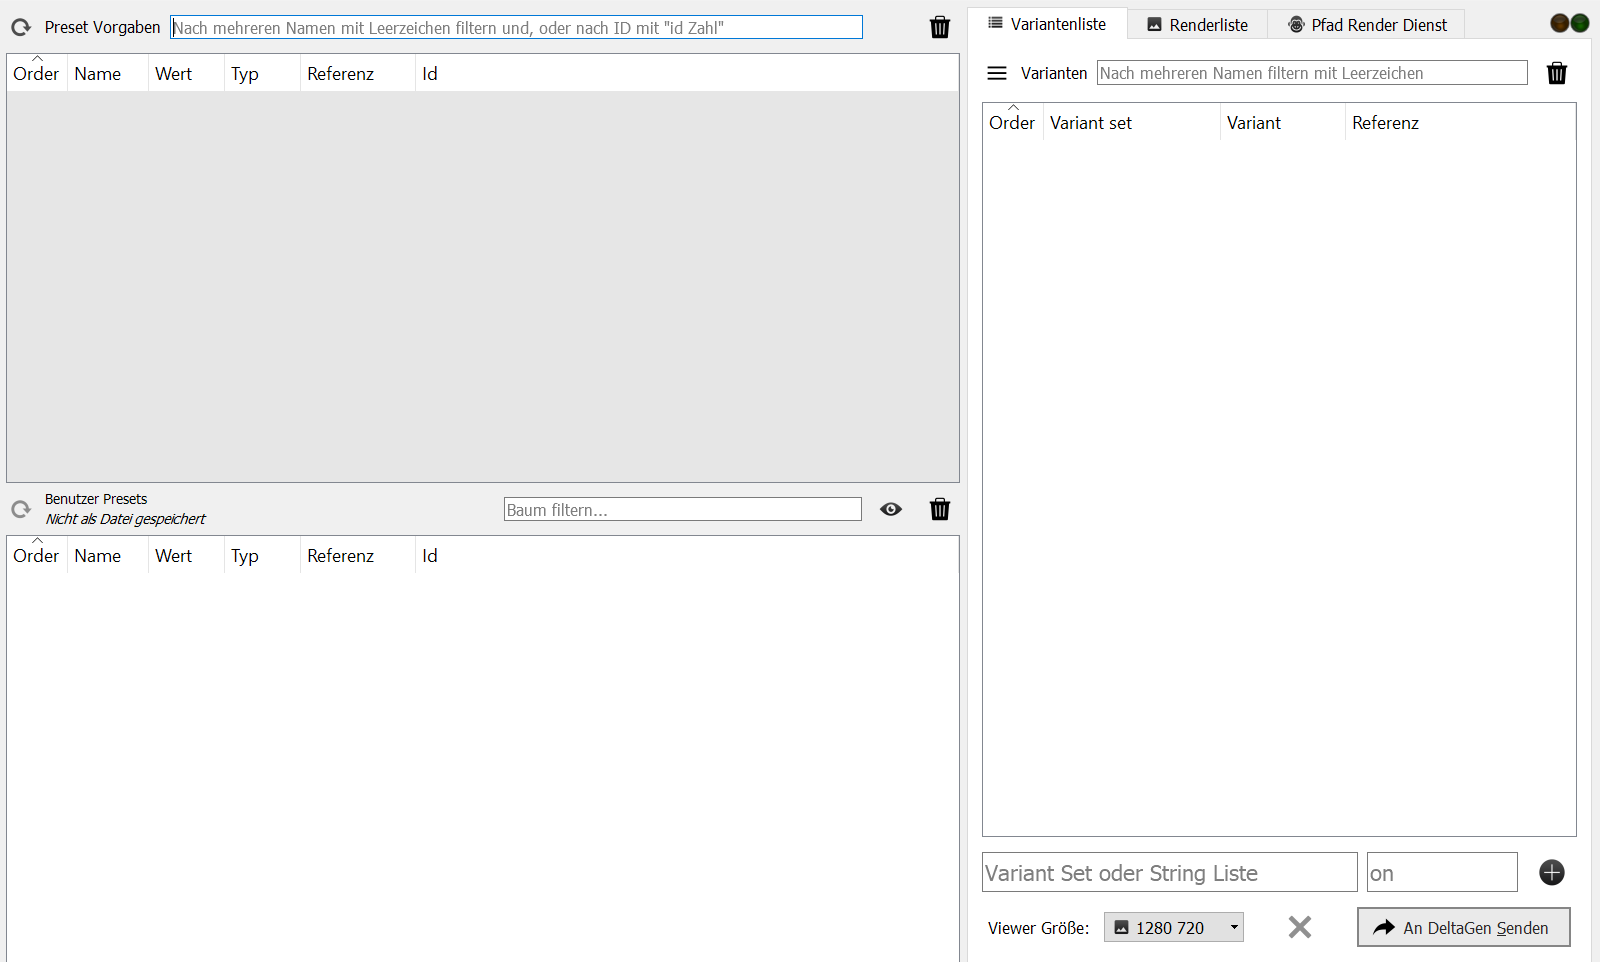 Preset Vorgaben
Nach mehreren Namen mit Leerzeichen filtern und, oder nach ID mit "id Zahl"
Order Name Wert Typ Referenz Id
Benutzer Presets
Nicht als Datei gespeichert
Baum filtern...
Order Name Wert Typ Referenz Id
Variantenliste Renderliste Pfad Render Dienst
Varianten
Nach mehreren Namen filtern mit Leerzeichen
Order Variant set Variant Referenz
Variant Set oder String Liste on
Viewer Größe: 1280 720 An DeltaGen Senden